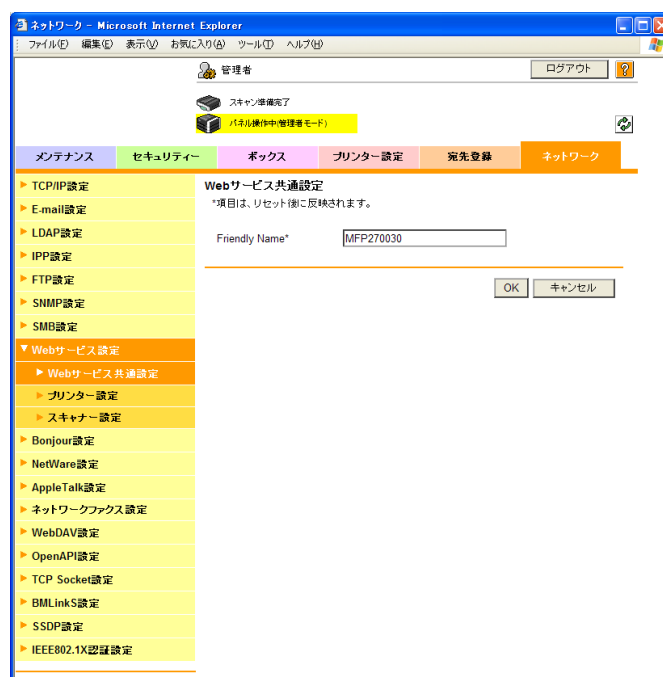 ネットワーク - Microsoft Internet Explorer
ファイル(F) 編集(E) 表示(V) お気に入り(A) ツール(T) ヘルプ(H)
管理者
ログアウト
?
スキャン準備完了
パネル操作中(管理者モード)
メンテナンス セキュリティー ボックス プリンター設定 宛先登録 ネットワーク
TCP/IP設定
E-mail設定
LDAP設定
IPP設定
FTP設定
SNMP設定
SMB設定
Webサービス設定
Webサービス共通設定
プリンター設定
スキャナー設定
Bonjour設定
NetWare設定
AppleTalk設定
ネットワークファクス設定
WebDAV設定
OpenAPI設定
TCP Socket設定
BMLinkS設定
SSDP設定
IEEE802.1X認証設定
Webサービス共通設定
*項目は、リセット後に反映されます。
Friendly Name* MFP270030
OK キャンセル